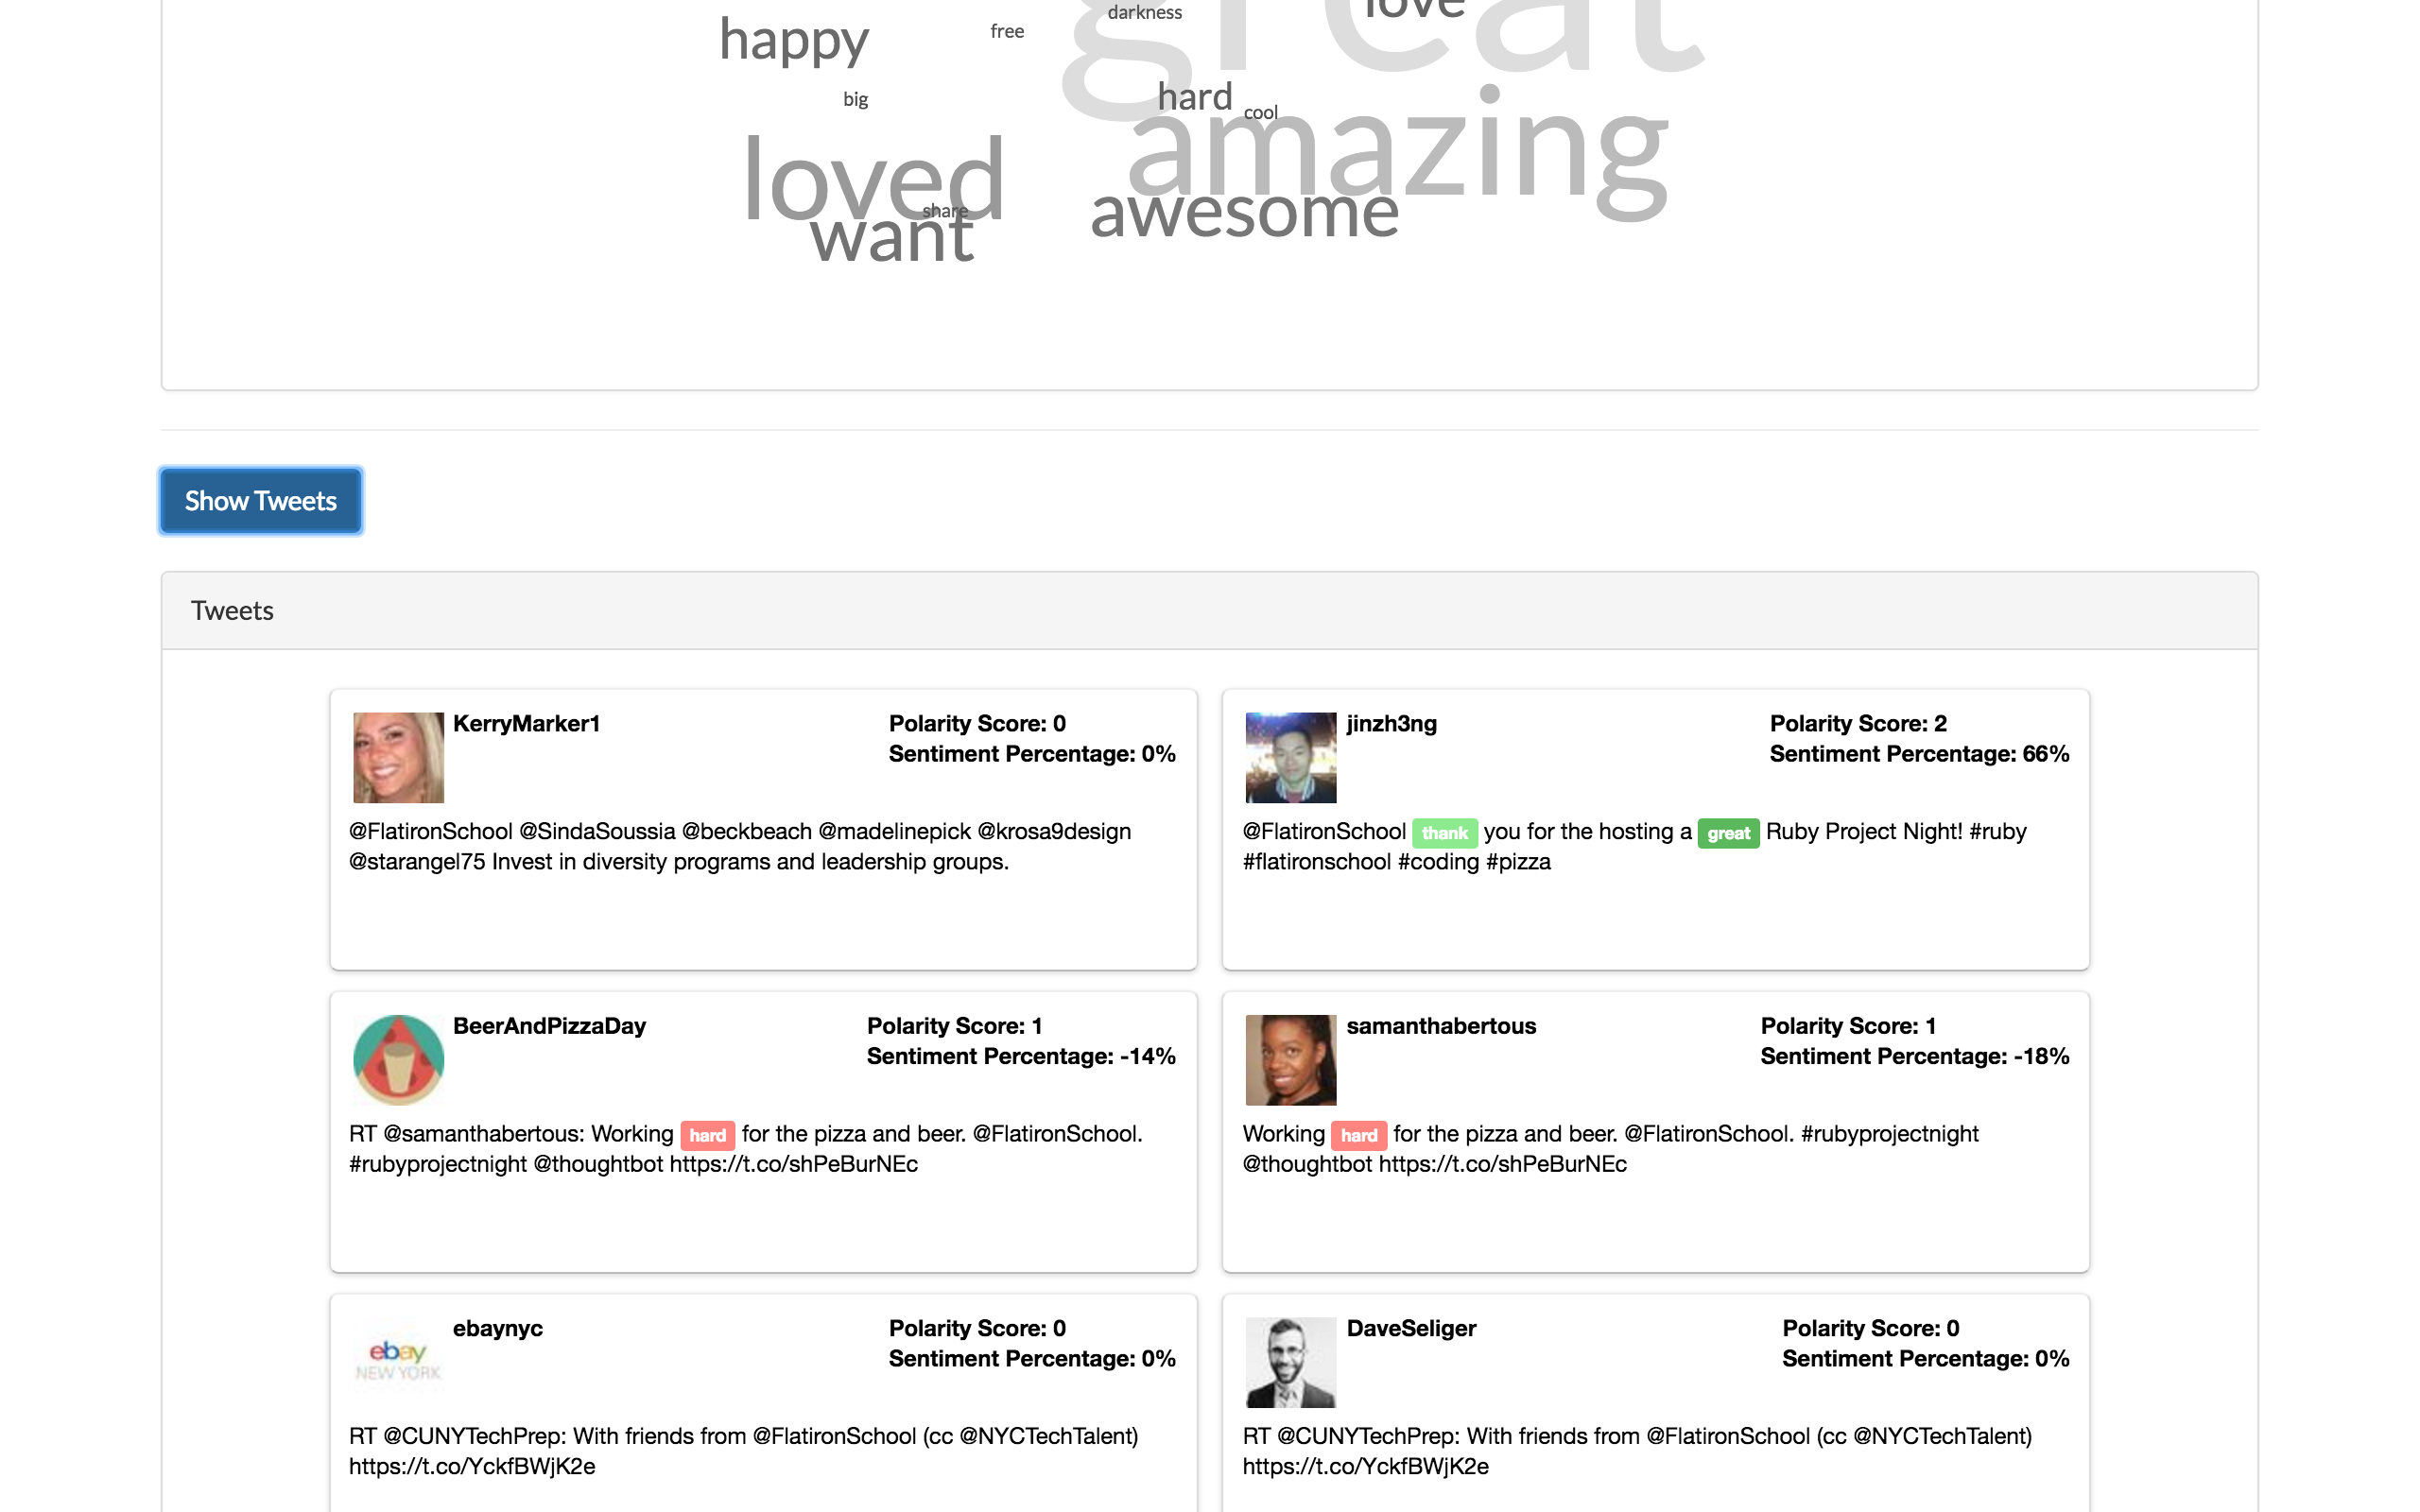 great
love
darkness
free
happy
big
hard
cool
amazing
loved
share
want
awesome
Show Tweets
Tweets
KerryMarker1
Polarity Score: 0
Sentiment Percentage: 0%
@FlatironSchool @SindaSoussia @beckbeach @madelinepick @krosa9design
@starangel75 Invest in diversity programs and leadership groups.
jinzh3ng
Polarity Score: 2
Sentiment Percentage: 66%
@FlatironSchool thank you for the hosting a great Ruby Project Night! #ruby
#flatironschool #coding #pizza
BeerAndPizzaDay
Polarity Score: 1
Sentiment Percentage: -14%
RT @samanthabertous: Working hard for the pizza and beer. @FlatironSchool.
#rubyprojectnight @thoughtbot https://t.co/shPeBurNEc
samanthabertous
Polarity Score: 1
Sentiment Percentage: -18%
Working hard for the pizza and beer. @FlatironSchool. #rubyprojectnight
@thoughtbot https://t.co/shPeBurNEc
ebay
NEW YORK
ebaynyc
Polarity Score: 0
Sentiment Percentage: 0%
RT @CUNYTechPrep: With friends from @FlatironSchool (cc @NYCTechTalent)
https://t.co/YckfBWjK2e
DaveSeliger
Polarity Score: 0
Sentiment Percentage: 0%
RT @CUNYTechPrep: With friends from @FlatironSchool (cc @NYCTechTalent)
https://t.co/YckfBWjK2e